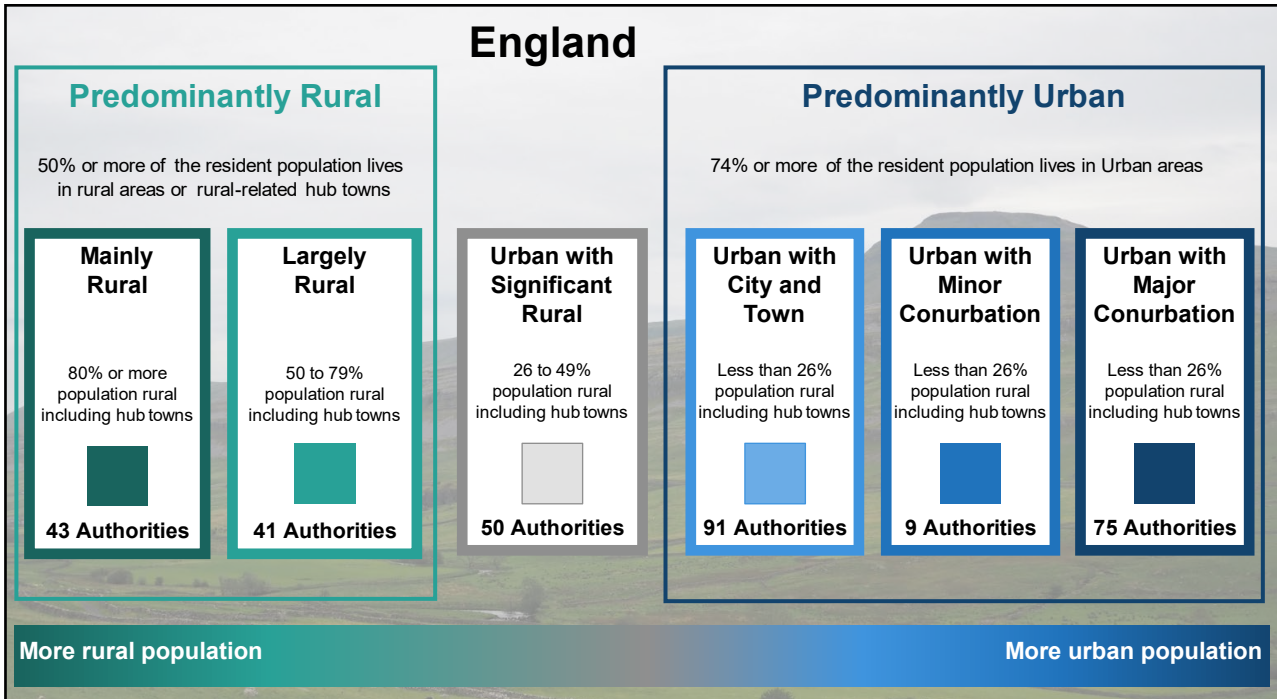 England
Predominantly Rural
50% or more of the resident population lives
in rural areas or rural-related hub towns
Predominantly Urban
74% or more of the resident population lives in Urban areas
Mainly
Rural
80% or more
population rural
including hub towns
43 Authorities
Largely
Rural
50 to 79%
population rural
including hub towns
41 Authorities
Urban with
Significant
Rural
26 to 49%
population rural
including hub towns
50 Authorities
Urban with
City and
Town
Less than 26%
population rural
including hub towns
91 Authorities
Urban with
Minor
Conurbation
Less than 26%
population rural
including hub towns
9 Authorities
Urban with
Major
Conurbation
Less than 26%
population rural
including hub towns
75 Authorities
More rural population
More urban population